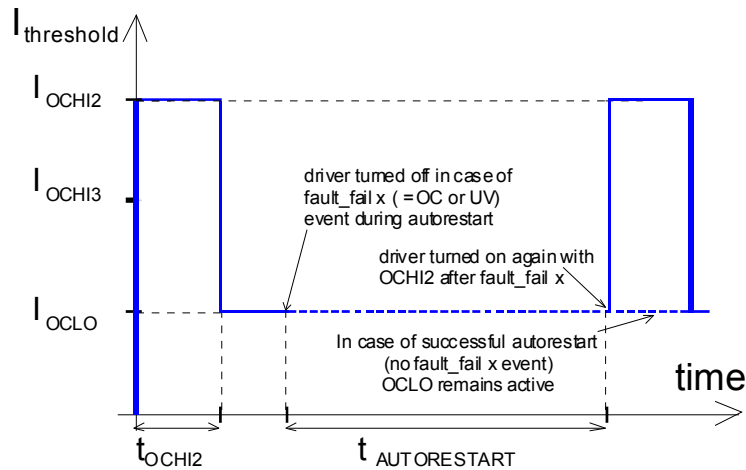 I threshold
I OCHI2
I OCHI3
driver turned off in case of
fault_fail x ( = OC or UV)
event during autorestart
driver turned on again with
OCHI2 after fault_fail x
I OCLO
In case of successful autorestart
(no fault_fail x event)
OCLO remains active
time
t OCHI2
t AUTORESTART